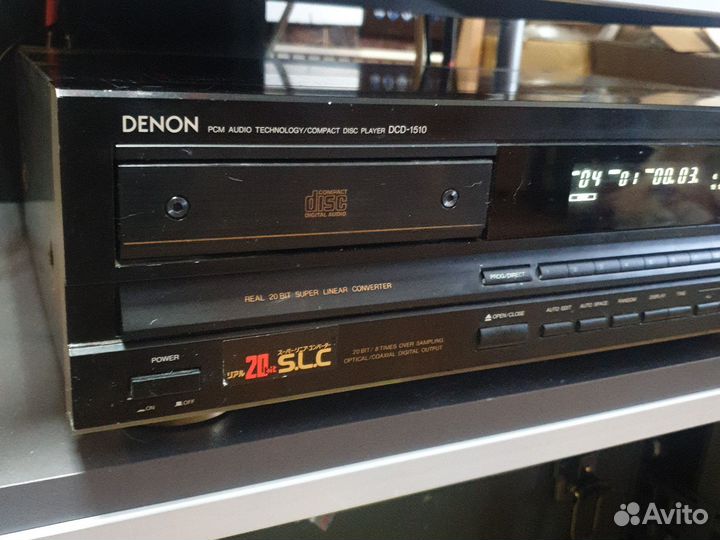 DENON PCM AUDIO TECHNOLOGY/COMPACT DISC PLAYER DCD-1510
COMPACT
disc
DIGITAL AUDIO
04 01 00.03
REAL 20 BIT SUPER LINEAR CONVERTER
PROG/DIRECT
OPEN/CLOSE AUTO EDIT AUTO SPACE RANDOM DISPLAY TIME
20 BIT/8 TIMES OVER SAMPLING
OPTICAL/COAXIAL DIGITAL OUTPUT
POWER
ON OFF
スーパーリニアコンバーター
リアル 20bit S.L.C
Avito